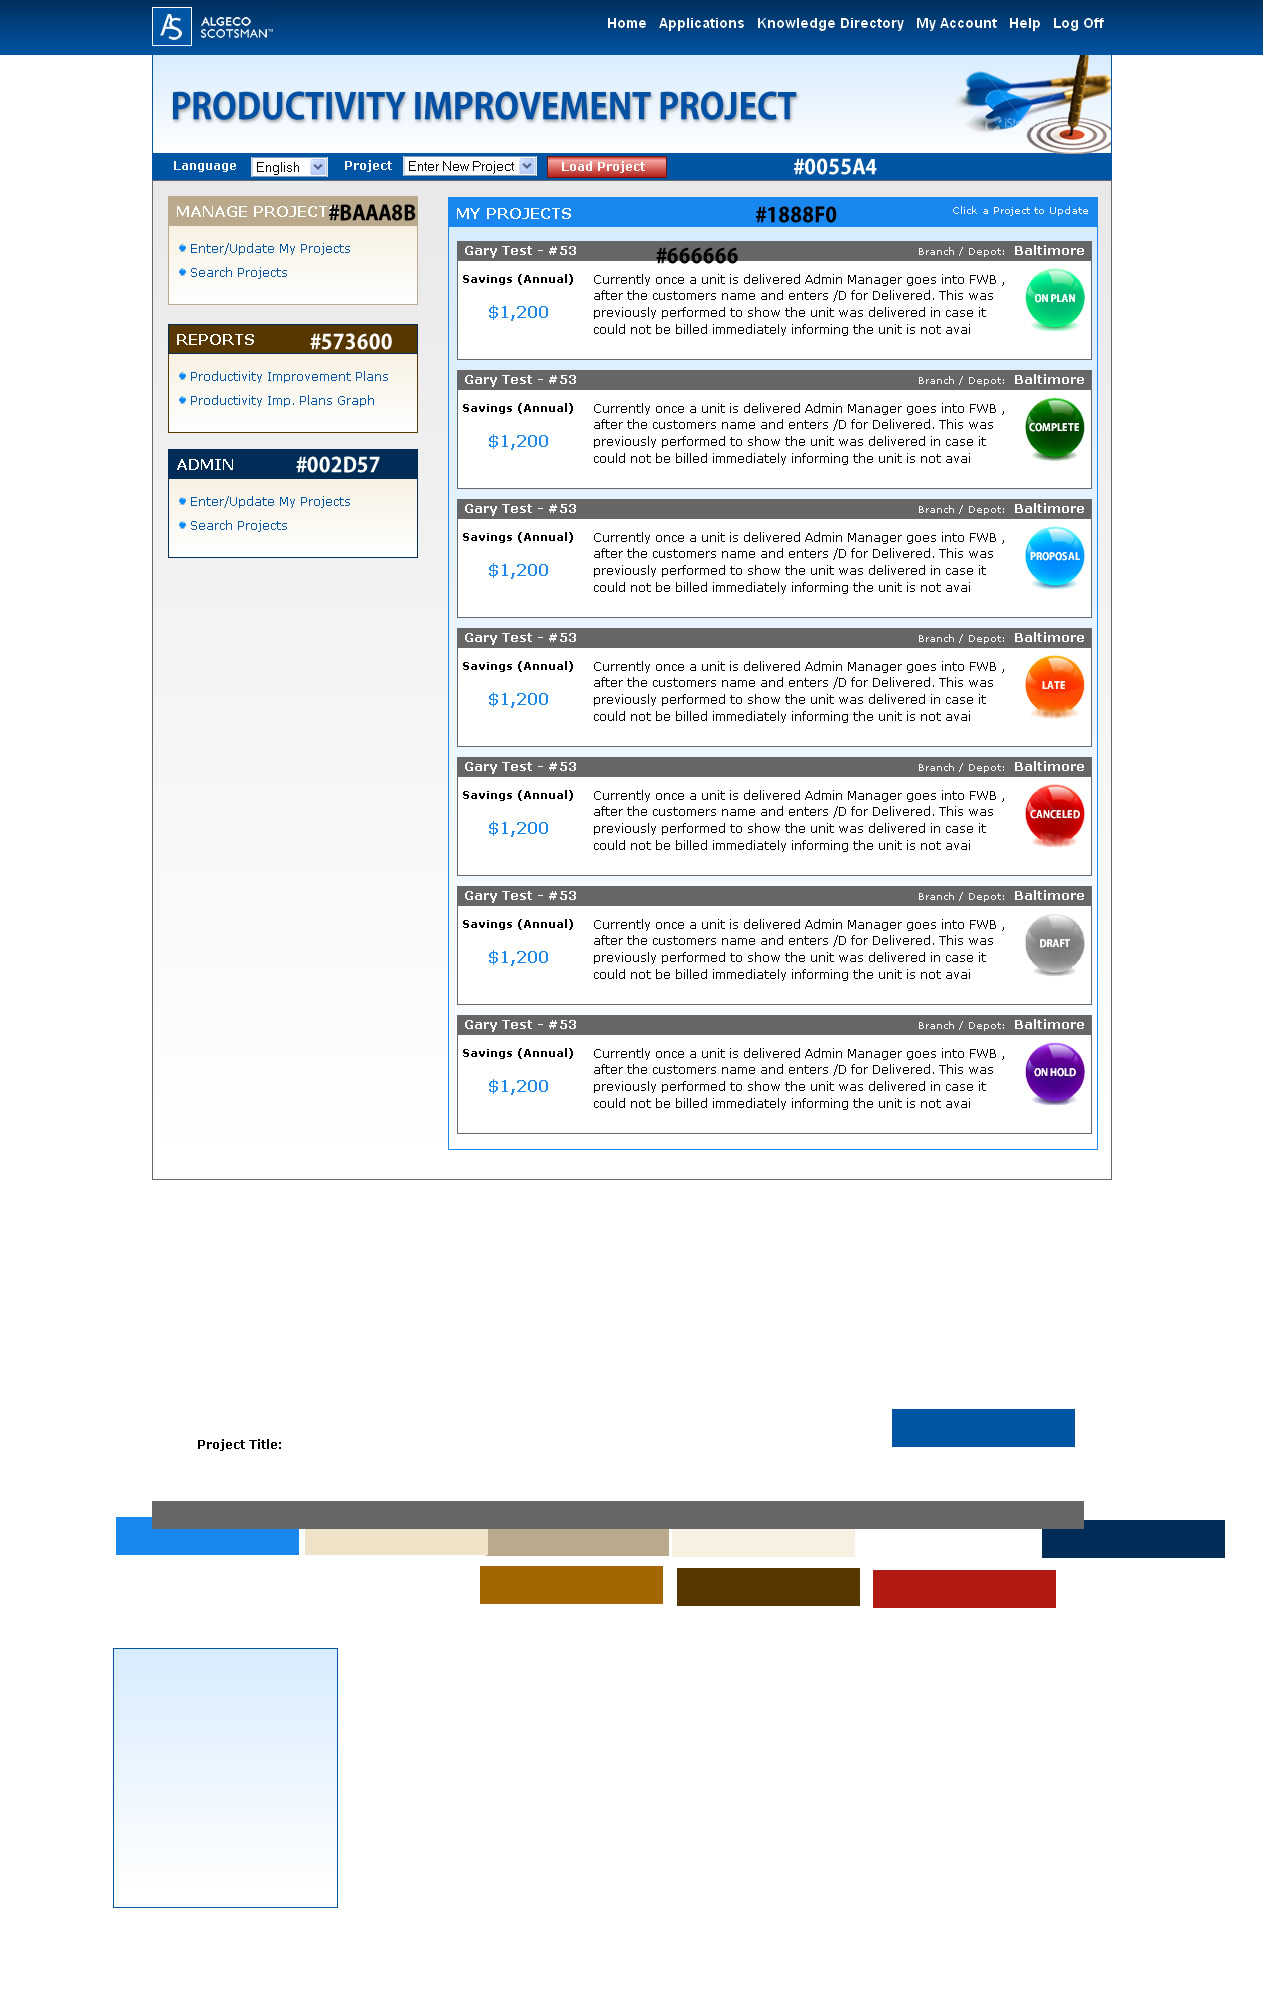 ALGECO
SCOTSMAN™
Home Applications Knowledge Directory My Account Help Log Off
PRODUCTIVITY IMPROVEMENT PROJECT
Language English Project Enter New Project Load Project #0055A4
MANAGE PROJECT #BAAA8B
Enter/Update My Projects
Search Projects
REPORTS #573600
Productivity Improvement Plans
Productivity Imp. Plans Graph
ADMIN #002D57
Enter/Update My Projects
Search Projects
MY PROJECTS #1888F0 Click a Project to Update
Gary Test - #53 #666666 Branch / Depot: Baltimore
Savings (Annual)
$1,200
Currently once a unit is delivered Admin Manager goes into FWB ,
after the customers name and enters /D for Delivered. This was
previously performed to show the unit was delivered in case it
could not be billed immediately informing the unit is not avai
ON PLAN
Gary Test - #53 Branch / Depot: Baltimore
Savings (Annual)
$1,200
Currently once a unit is delivered Admin Manager goes into FWB ,
after the customers name and enters /D for Delivered. This was
previously performed to show the unit was delivered in case it
could not be billed immediately informing the unit is not avai
COMPLETE
Gary Test - #53 Branch / Depot: Baltimore
Savings (Annual)
$1,200
Currently once a unit is delivered Admin Manager goes into FWB ,
after the customers name and enters /D for Delivered. This was
previously performed to show the unit was delivered in case it
could not be billed immediately informing the unit is not avai
PROPOSAL
Gary Test - #53 Branch / Depot: Baltimore
Savings (Annual)
$1,200
Currently once a unit is delivered Admin Manager goes into FWB ,
after the customers name and enters /D for Delivered. This was
previously performed to show the unit was delivered in case it
could not be billed immediately informing the unit is not avai
LATE
Gary Test - #53 Branch / Depot: Baltimore
Savings (Annual)
$1,200
Currently once a unit is delivered Admin Manager goes into FWB ,
after the customers name and enters /D for Delivered. This was
previously performed to show the unit was delivered in case it
could not be billed immediately informing the unit is not avai
CANCELED
Gary Test - #53 Branch / Depot: Baltimore
Savings (Annual)
$1,200
Currently once a unit is delivered Admin Manager goes into FWB ,
after the customers name and enters /D for Delivered. This was
previously performed to show the unit was delivered in case it
could not be billed immediately informing the unit is not avai
DRAFT
Gary Test - #53 Branch / Depot: Baltimore
Savings (Annual)
$1,200
Currently once a unit is delivered Admin Manager goes into FWB ,
after the customers name and enters /D for Delivered. This was
previously performed to show the unit was delivered in case it
could not be billed immediately informing the unit is not avai
ON HOLD
Project Title: